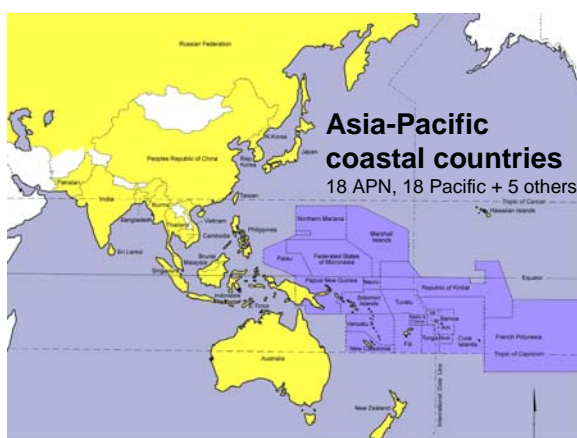 Russian Federation
Asia-Pacific
coastal countries
18 APN, 18 Pacific + 5 others
N.Korea
Rep.
Korea
Japan
Peoples Republic of China
Pakistan
India
Bangladesh
Burma
Thailand
Vietnam
Cambodia
Taiwan
Philippines
Sri Lanka
Brunei
Malaysia
Singapore
Indonesia
Timor
Tropic of Cancer
Hawaiian Islands
Northern Mariana
Marshall
Islands
Palau
Federated States
of Micronesia
Equator
Papua New Guinea
Nauru
Republic of Kiribati
Solomon
Islands
Tuvalu
Samoa
Vanuatu
Fiji
Tonga
Niue
Cook
Islands
French Polynesia
New Caledonia
Tropic of Capricorn
Australia
International Date Line
New Zealand